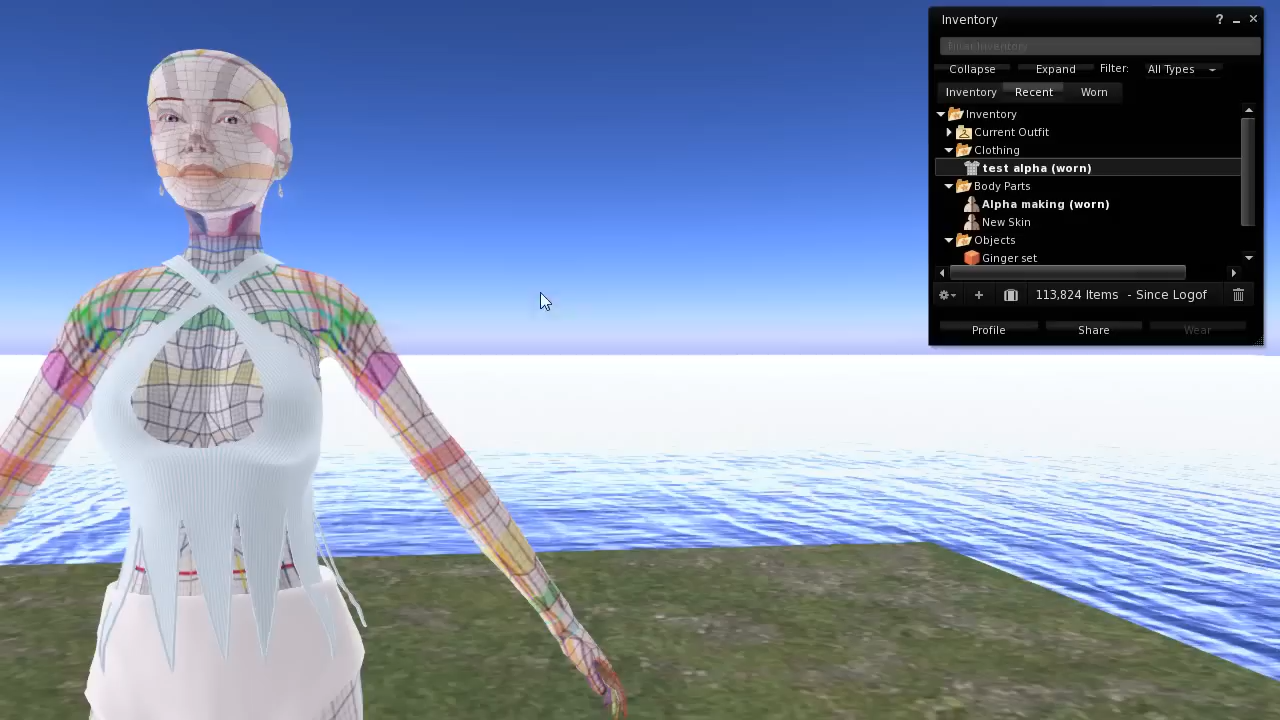 Inventory
Filter Inventory
Collapse Expand Filter: All Types
Inventory Recent Worn
Inventory
Current Outfit
Clothing
test alpha (worn)
Body Parts
Alpha making (worn)
New Skin
Objects
Ginger set
113,824 Items - Since Logof
Profile Share Wear